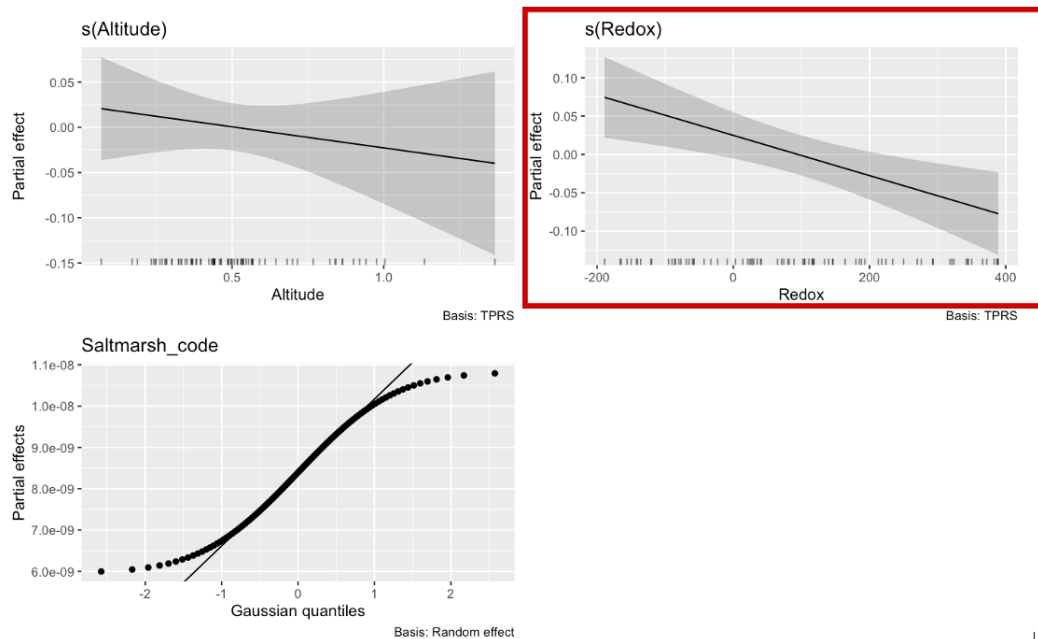 s(Altitude)
Partial effect
0.05
0.00
-0.05
-0.10
-0.15
0.5
1.0
Altitude
Basis: TPRS
s(Redox)
Partial effect
0.10
0.05
0.00
-0.05
-0.10
-200
0
200
400
Redox
Basis: TPRS
Saltmarsh_code
Partial effects
1.1e-08
1.0e-08
9.0e-09
8.0e-09
7.0e-09
6.0e-09
-2
-1
0
1
2
Gaussian quantiles
Basis: Random effect